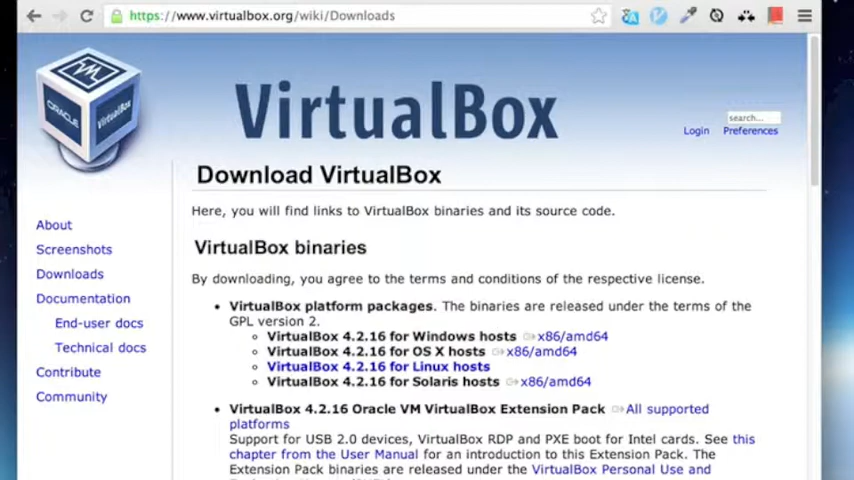 https://www.virtualbox.org/wiki/Downloads
VM
ORACLE
VirtualBox
VirtualBox
search...
Login Preferences
Download VirtualBox
Here, you will find links to VirtualBox binaries and its source code.
About
Screenshots
Downloads
Documentation
End-user docs
Technical docs
Contribute
Community
VirtualBox binaries
By downloading, you agree to the terms and conditions of the respective license.
• VirtualBox platform packages. The binaries are released under the terms of the
GPL version 2.
VirtualBox 4.2.16 for Windows hosts x86/amd64
VirtualBox 4.2.16 for OS X hosts x86/amd64
VirtualBox 4.2.16 for Linux hosts
VirtualBox 4.2.16 for Solaris hosts x86/amd64
• VirtualBox 4.2.16 Oracle VM VirtualBox Extension Pack All supported
platforms
Support for USB 2.0 devices, VirtualBox RDP and PXE boot for Intel cards. See this
chapter from the User Manual for an introduction to this Extension Pack. The
Extension Pack binaries are released under the VirtualBox Personal Use and